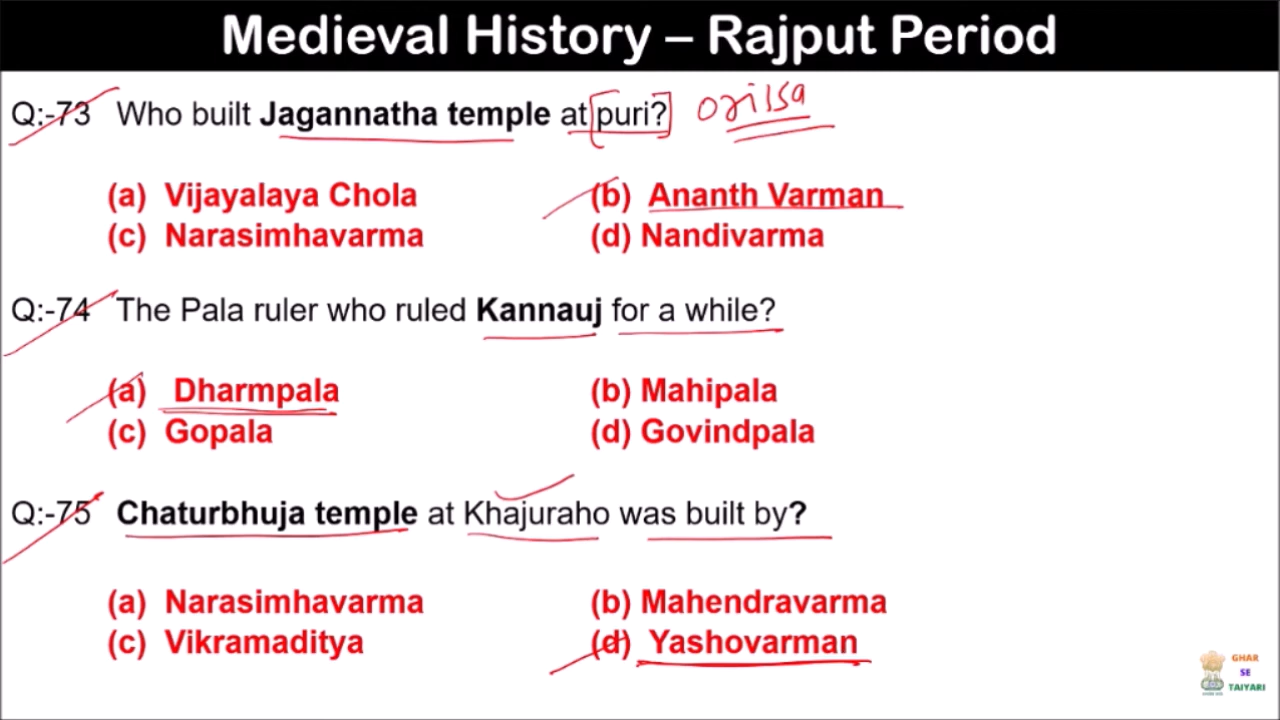 Medieval History – Rajput Period
Q:-73 Who built Jagannatha temple at puri? orissa
(a) Vijayalaya Chola (b) Ananth Varman
(c) Narasimhavarma (d) Nandivarma
Q:-74 The Pala ruler who ruled Kannauj for a while?
(a) Dharmpala (b) Mahipala
(c) Gopala (d) Govindpala
Q:-75 Chaturbhuja temple at Khajuraho was built by?
(a) Narasimhavarma (b) Mahendravarma
(c) Vikramaditya (d) Yashovarman
GHAR
SE
TAIYARI